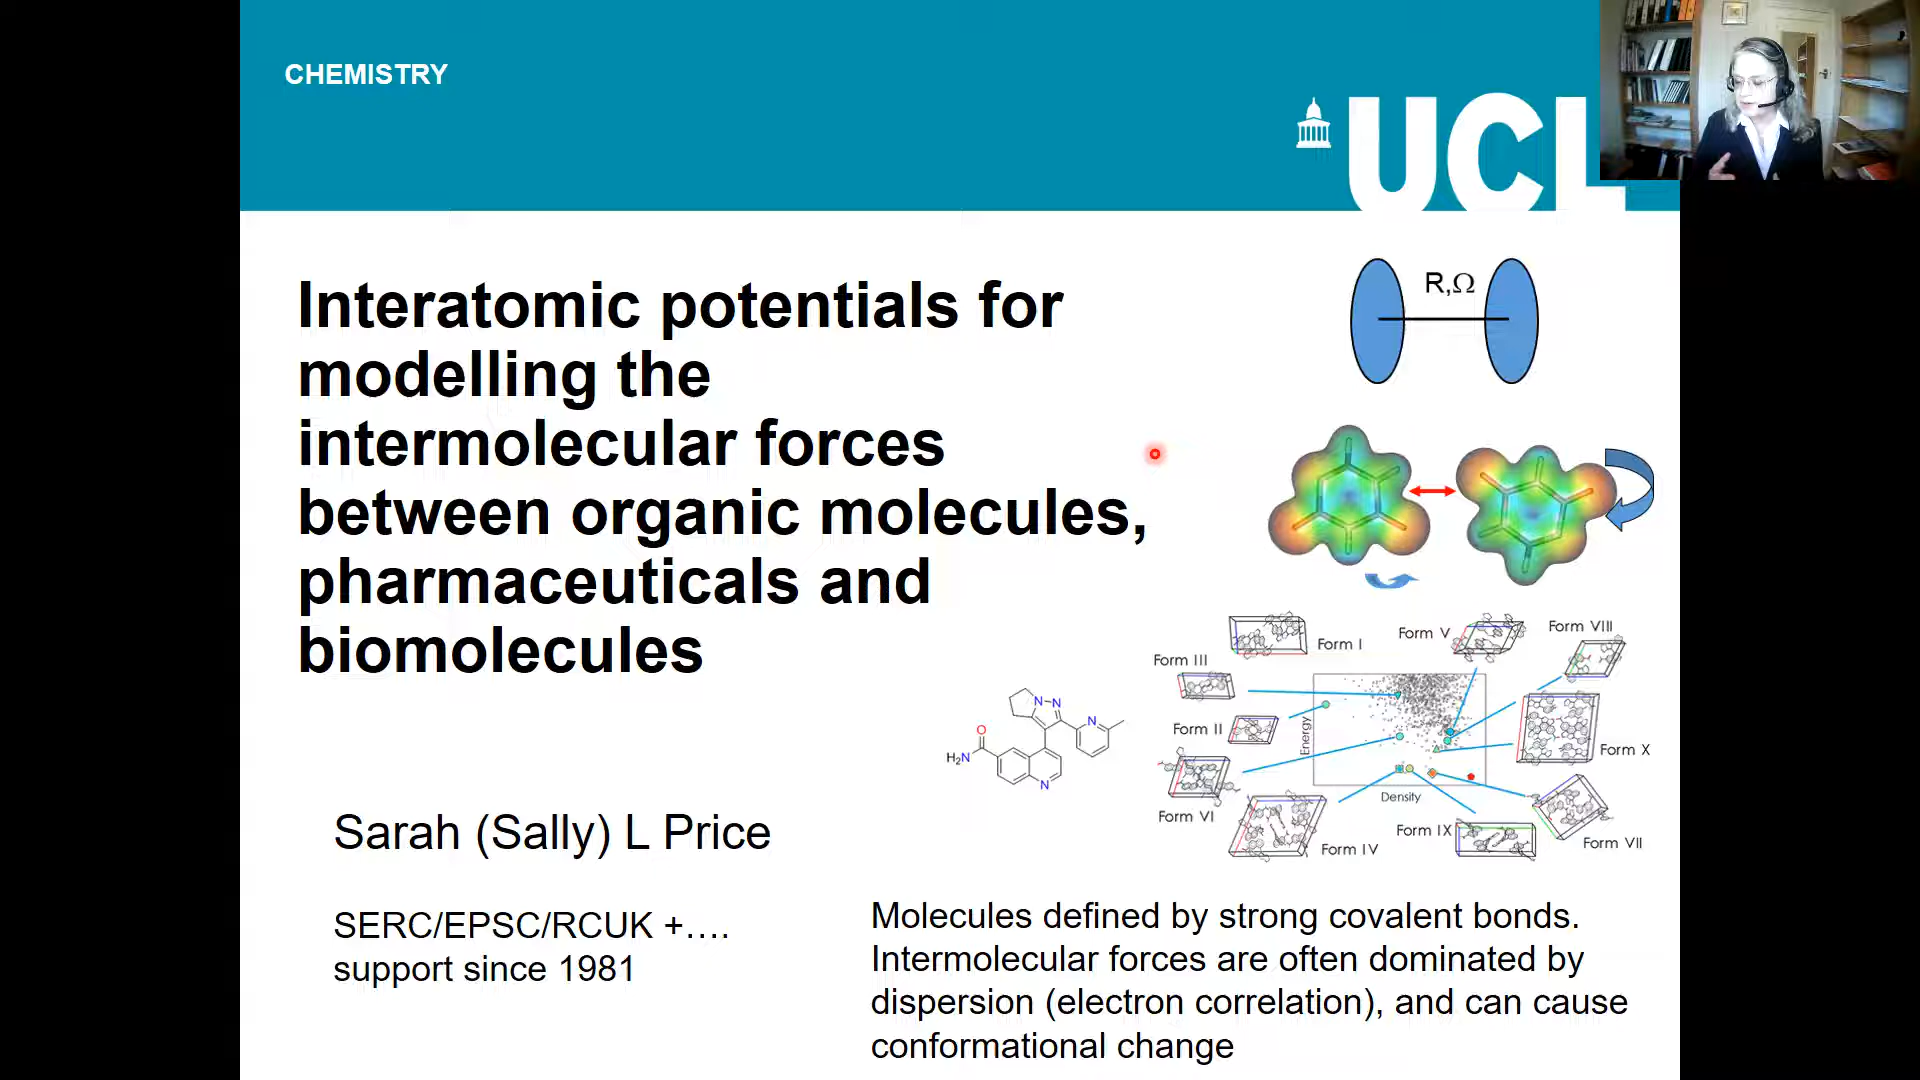 CHEMISTRY
UCL
R,Ω
Interatomic potentials for
modelling the
intermolecular forces
between organic molecules,
pharmaceuticals and
biomolecules
Form I
Form V
Form VIII
Form III
Form II
Form X
Form VI
Form IV
Form IX
Form VII
Energy
Density
O
H₂N
N
N
N
N
Sarah (Sally) L Price
SERC/EPSC/RCUK +....
support since 1981
Molecules defined by strong covalent bonds.
Intermolecular forces are often dominated by
dispersion (electron correlation), and can cause
conformational change